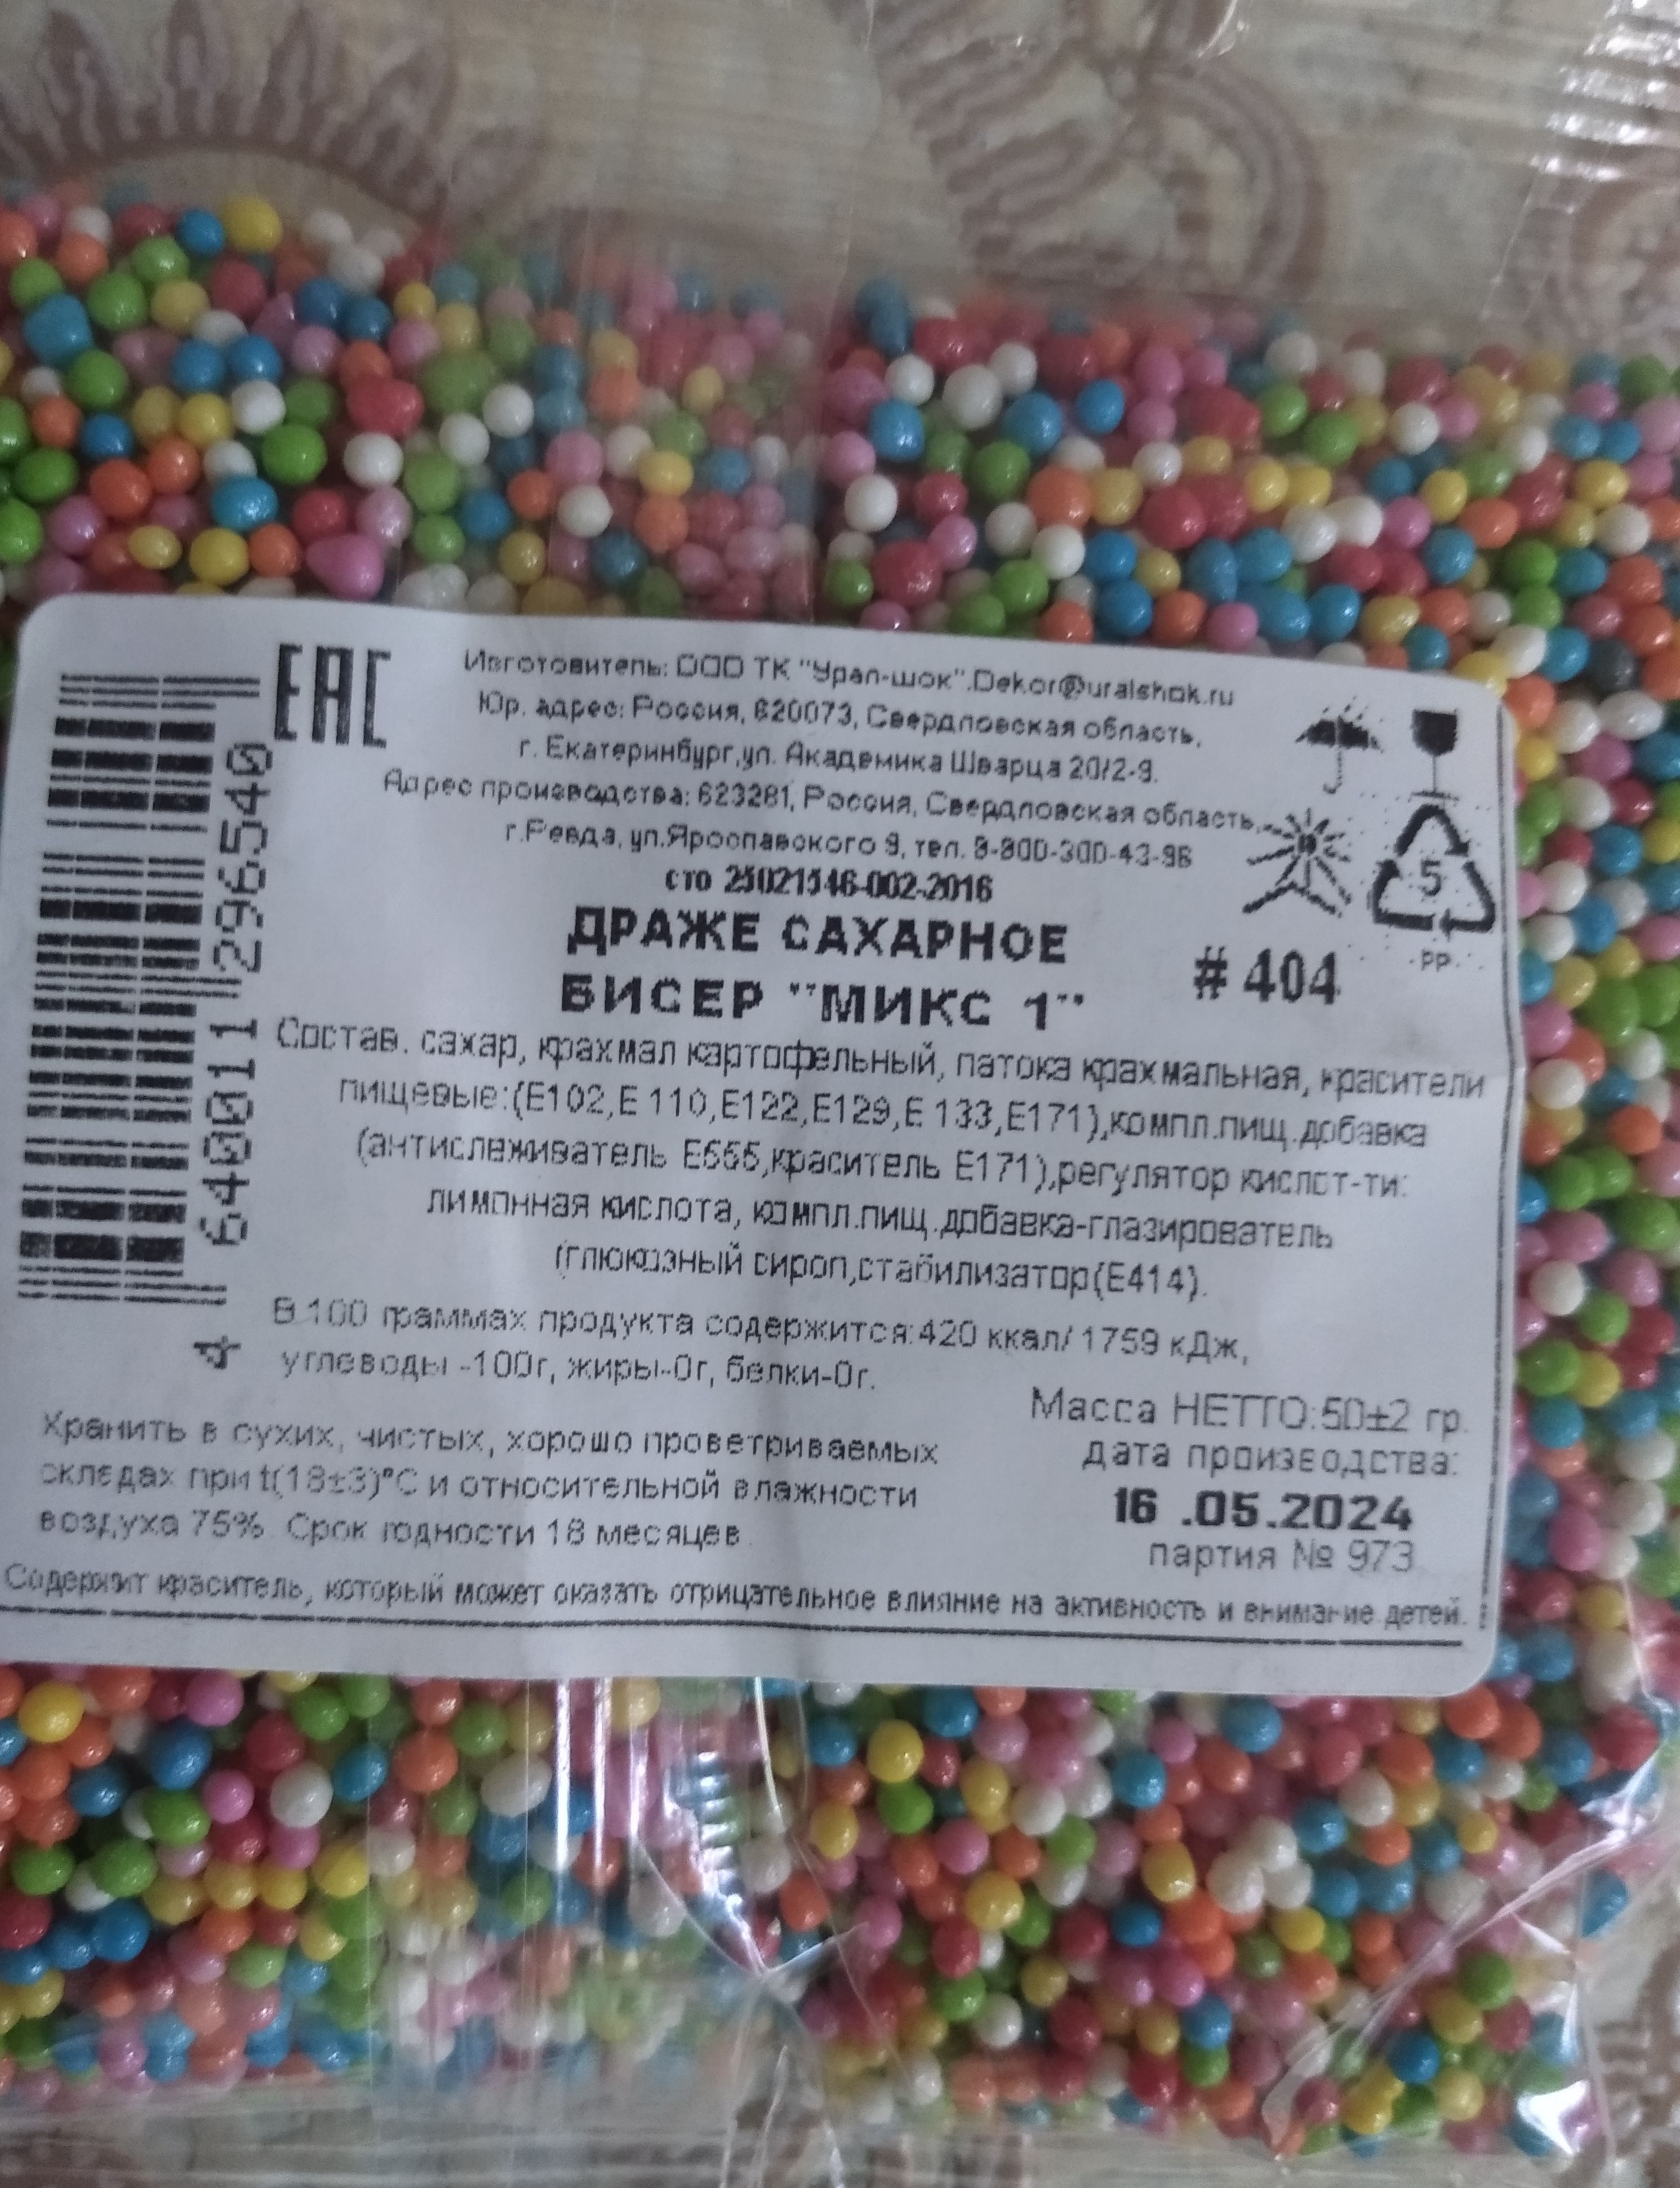 ЕАС
Изготовитель: ООО ТК "Урал-шок".Dekor@uralshok.ru
Юр. адрес: Россия, 620073, Свердловская область,
г. Екатеринбург,ул. Академика Шварца 20/2-9.
Адрес производства: 623281, Россия, Свердловская область,
г.Ревда, ул.Ярославского 9, тел. 8-800-300-43-96
сто 25021546-002-2016
ДРАЖЕ САХАРНОЕ
БИСЕР "МИКС 1"
# 404
5
PP
Состав. сахар, крахмал картофельный, патока крахмальная, красители
пищевые:(Е102,Е 110,Е122,Е129,Е 133,Е171),компл.пищ.добавка
(антислеживатель Е555,краситель Е171),регулятор кислот-ти:
лимонная кислота, компл.пищ.добавка-глазирователь
(глюкозный сироп,стабилизатор(Е414).
В 100 граммах продукта содержится:420 ккал/ 1759 кДж,
углеводы -100г, жиры-0г, белки-0г.
Масса НЕТТО:50±2 гр.
дата производства:
16 .05.2024
партия № 973
Хранить в сухих, чистых, хорошо проветриваемых
складах при t(18±3)°С и относительной влажности
воздуха 75%. Срок годности 18 месяцев
Содержит краситель, который может оказать отрицательное влияние на активность и внимание детей.
4 640011 2965440